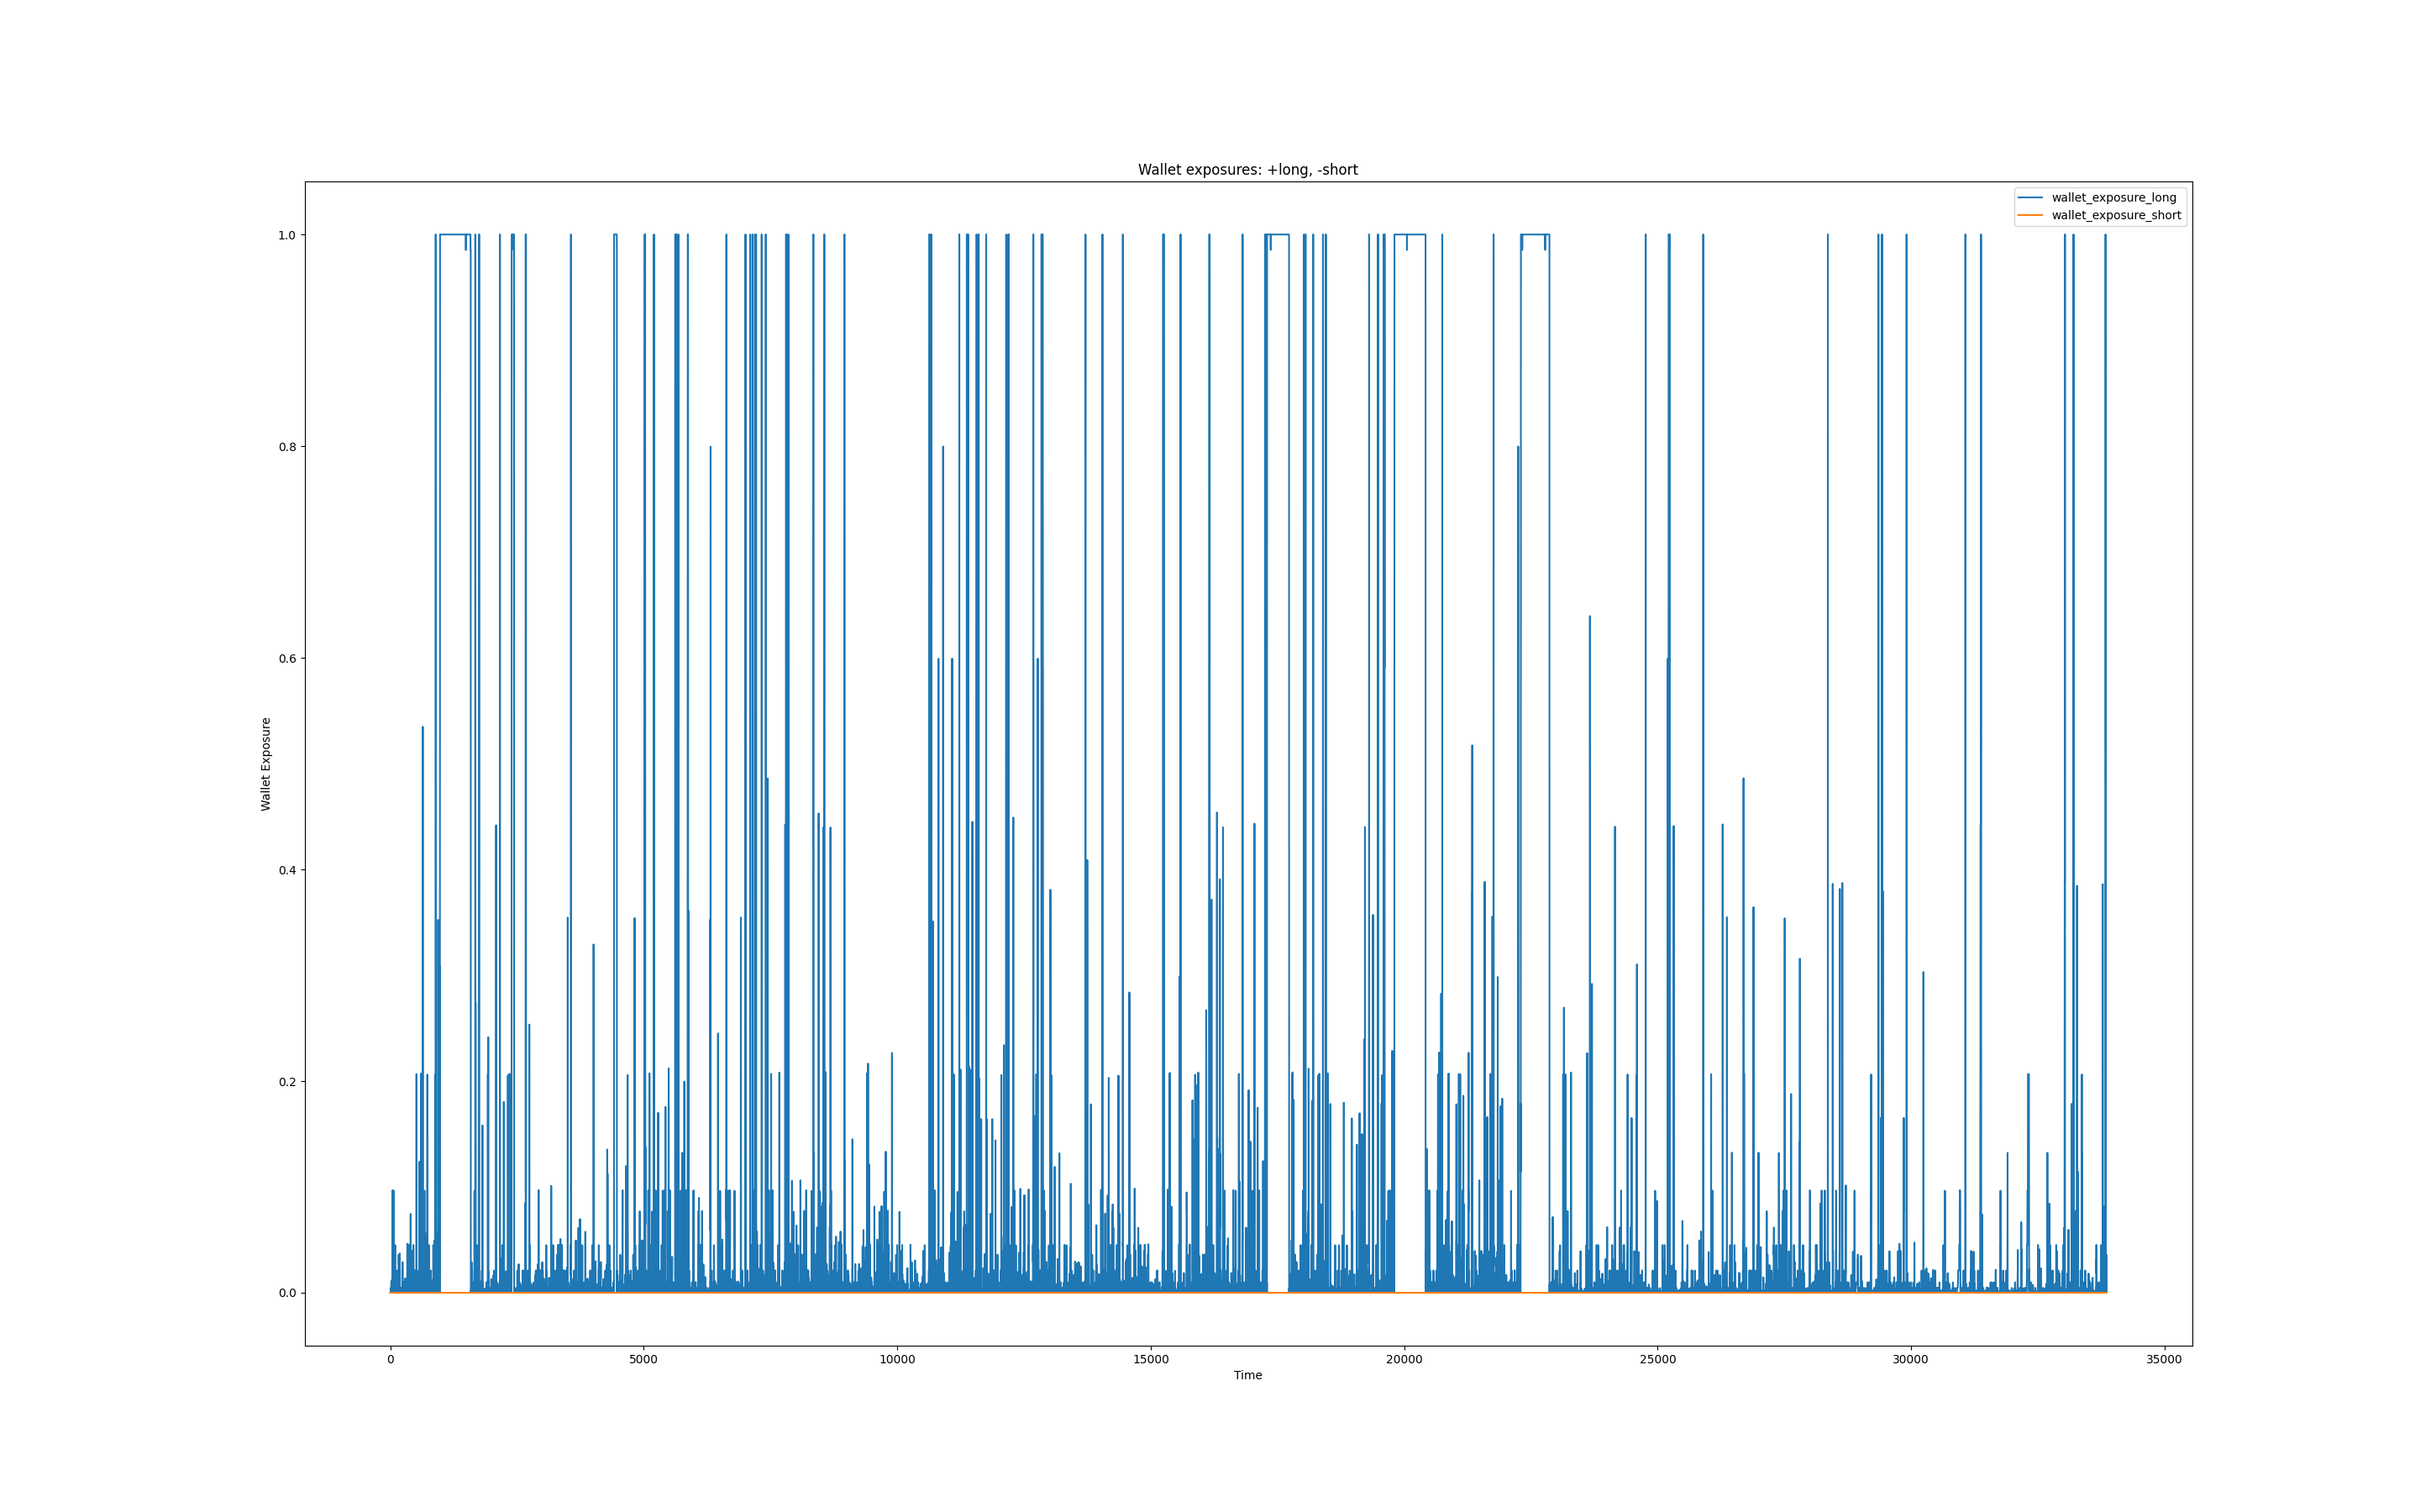 Wallet exposures: +long, -short
wallet_exposure_long
wallet_exposure_short
1.0
0.8
0.6
0.4
0.2
0.0
Wallet Exposure
0 5000 10000 15000 20000 25000 30000 35000
Time